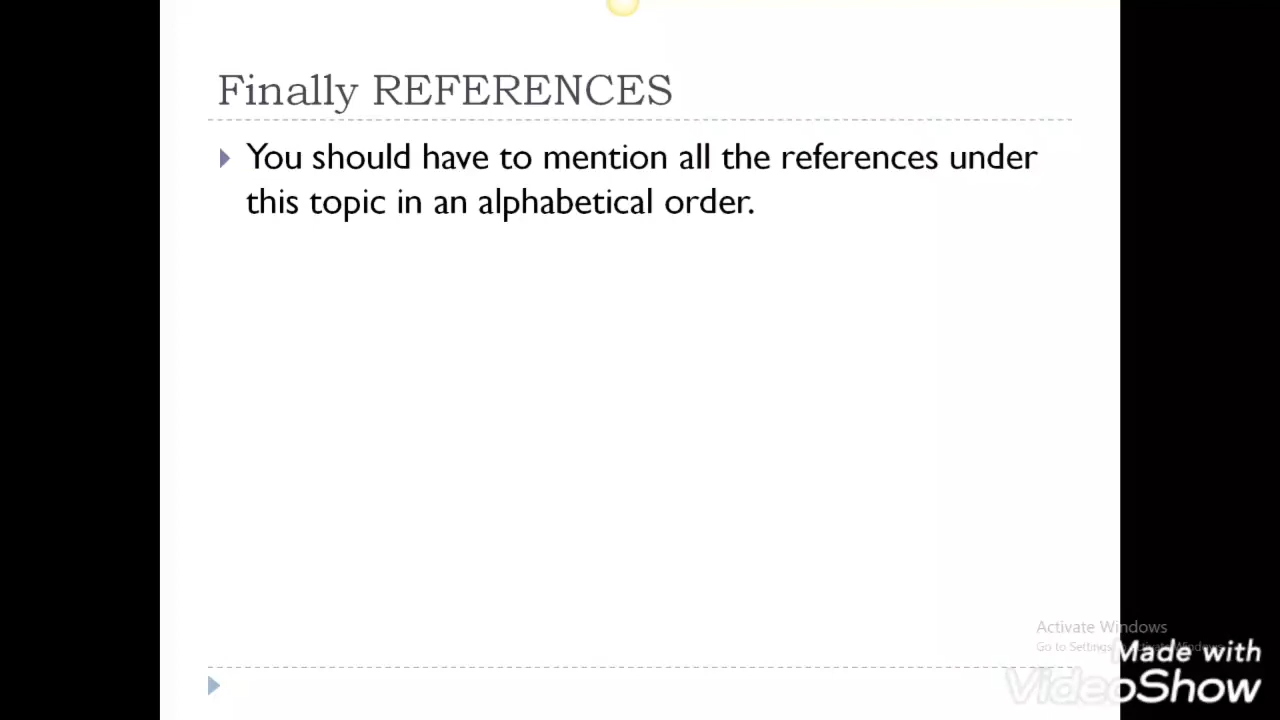 Finally REFERENCES
You should have to mention all the references under
this topic in an alphabetical order.
Activate Windows
Go to Settings
Made with
VideoShow